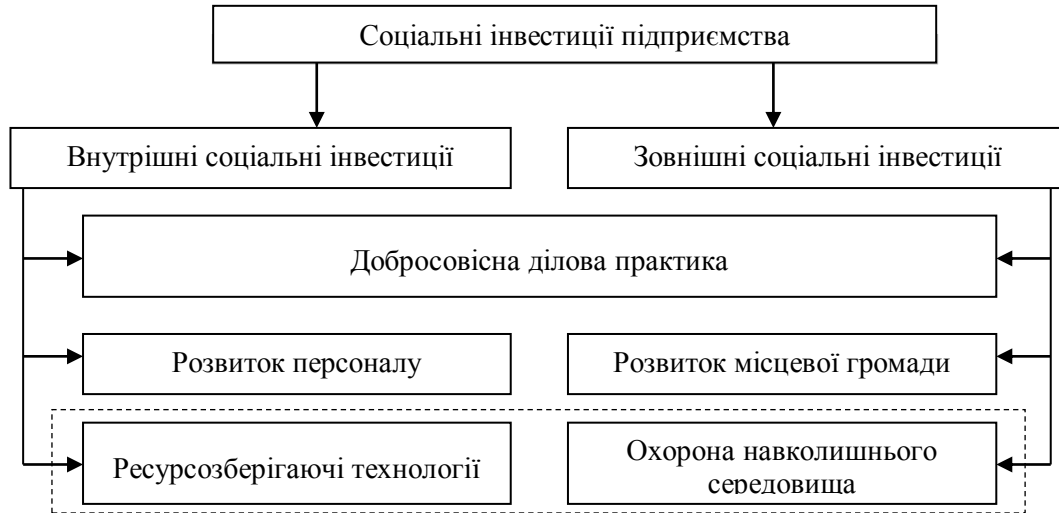 Соціальні інвестиції підприємства
Внутрішні соціальні інвестиції
Зовнішні соціальні інвестиції
Добросовісна ділова практика
Розвиток персоналу
Розвиток місцевої громади
Ресурсозберігаючі технології
Охорона навколишнього
середовища